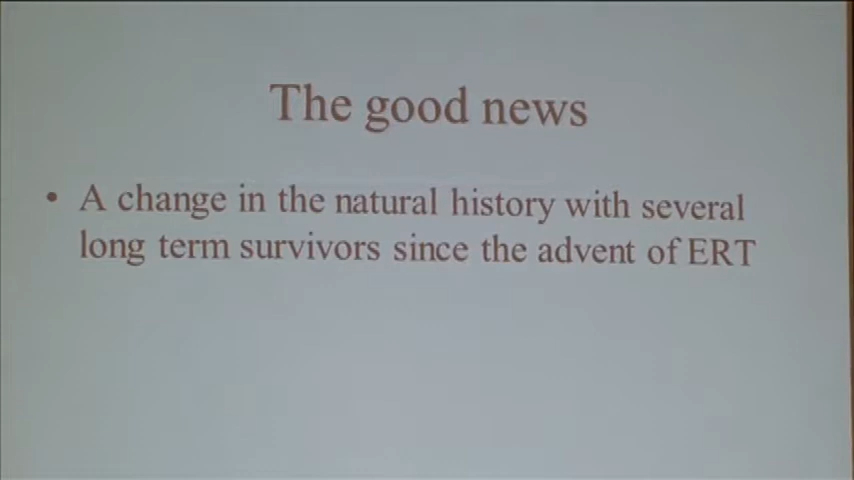 The good news
• A change in the natural history with several
long term survivors since the advent of ERT